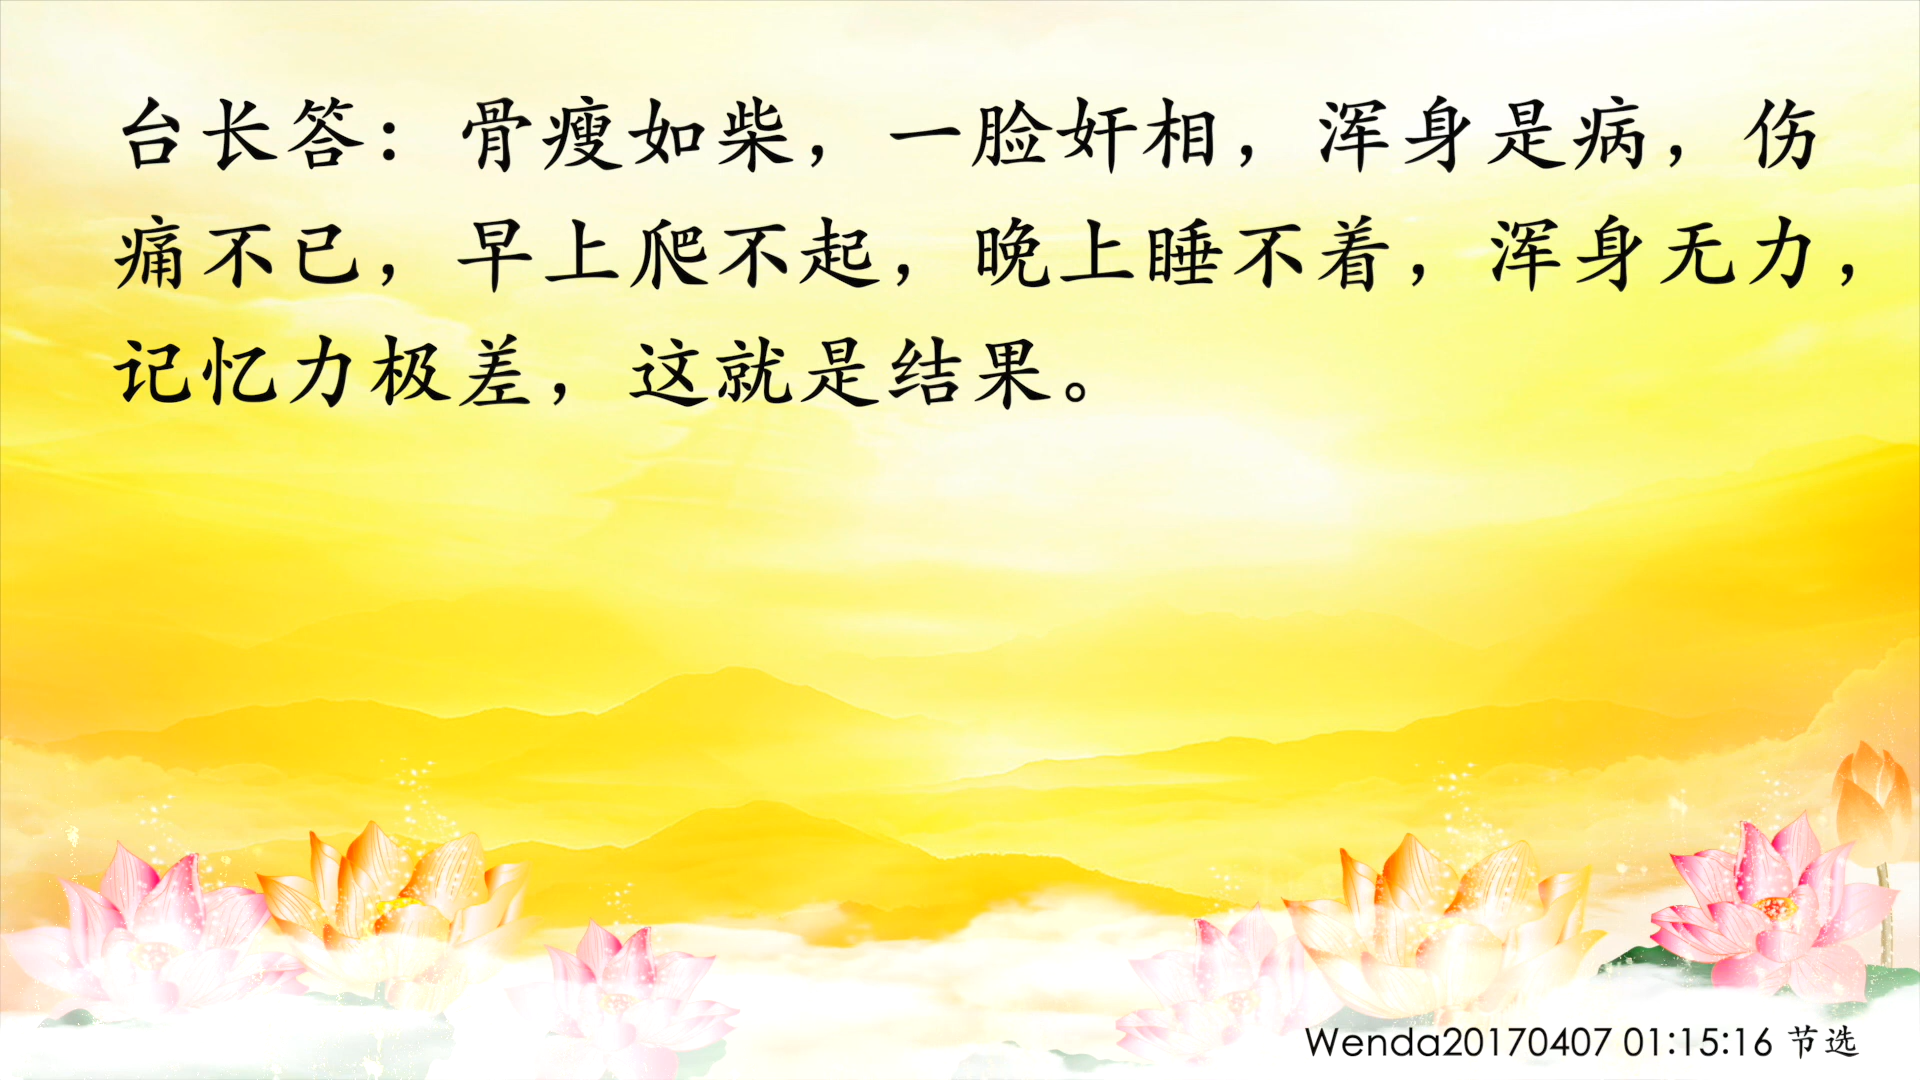 台长答：骨瘦如柴，一脸奸相，浑身是病，伤
痛不已，早上爬不起，晚上睡不着，浑身无力，
记忆力极差，这就是结果。
Wenda20170407 01:15:16 节选